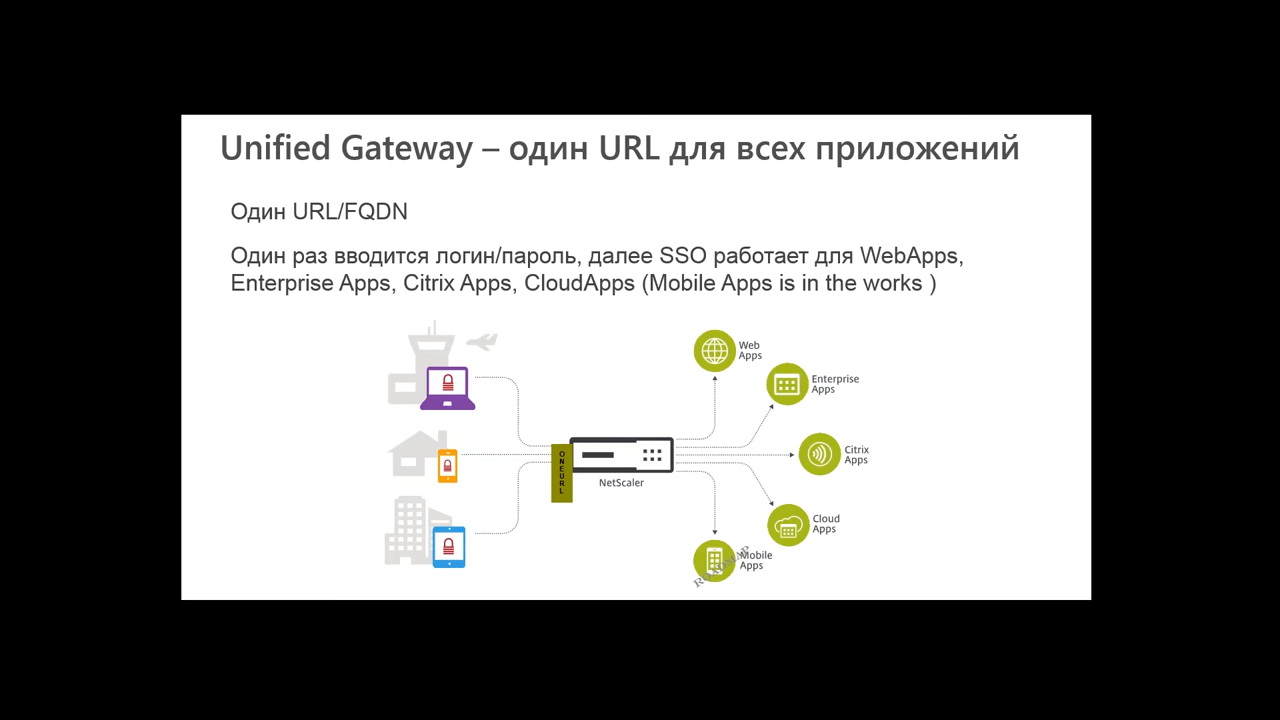 Unified Gateway – один URL для всех приложений
Один URL/FQDN
Один раз вводится логин/пароль, далее SSO работает для WebApps,
Enterprise Apps, Citrix Apps, CloudApps (Mobile Apps is in the works )
Web
Apps
Enterprise
Apps
ONEURL
NetScaler
Citrix
Apps
Cloud
Apps
Mobile
Apps
ROADMAP